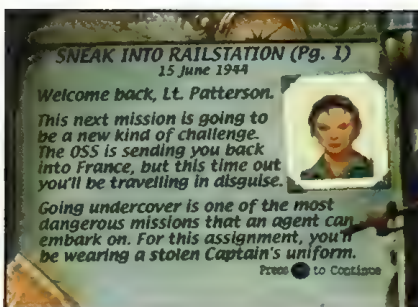 SNEAK INTO RAILSTATION (Pg. 1)
15 June 1944
Welcome back, Lt. Patterson.
This next mission is going to
be a new kind of challenge.
The OSS is sending you back
into France, but this time out
you'll be travelling in disguise.
Going undercover is one of the most
dangerous missions that an agent can
embark on. For this assignment, you'll
be wearing a stolen Captain's uniform.
Press to Continue